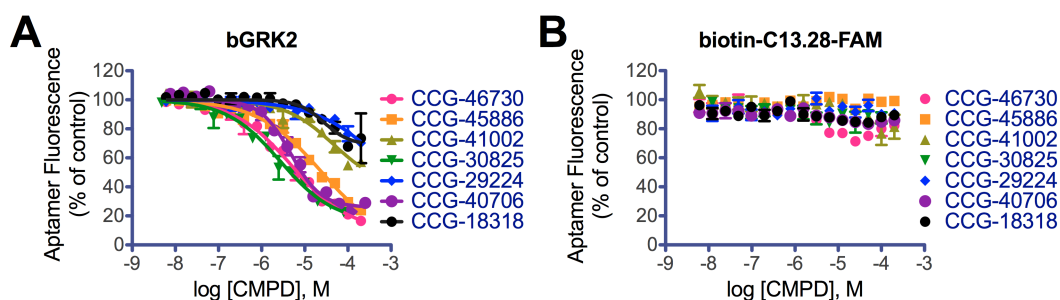 A
bGRK2
Aptamer Fluorescence
(% of control)
120
100
80
60
40
20
0
-9
-8
-7
-6
-5
-4
-3
log [CMPD], M
CCG-46730
CCG-45886
CCG-41002
CCG-30825
CCG-29224
CCG-40706
CCG-18318
B
biotin-C13.28-FAM
Aptamer Fluorescence
(% of control)
120
100
80
60
40
20
0
-9
-8
-7
-6
-5
-4
-3
log [CMPD], M
CCG-46730
CCG-45886
CCG-41002
CCG-30825
CCG-29224
CCG-40706
CCG-18318